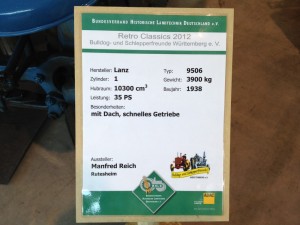 Bundesverband Historische Landtechnik Deutschland e.V.
Retro Classics 2012
Bulldog- und Schlepperfreunde Württemberg e. V.
Hersteller: Lanz Typ: 9506
Zylinder: 1 Gewicht: 3900 kg
Hubraum: 10300 cm³ Baujahr: 1938
Leistung: 35 PS
Besonderheiten:
mit Dach, schnelles Getriebe
Aussteller:
Manfred Reich
Rutesheim